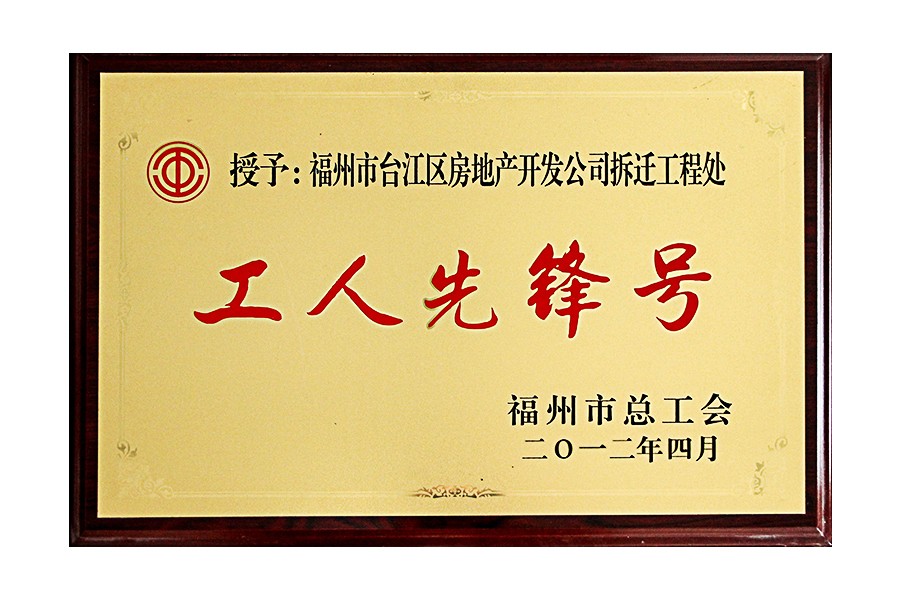 授予：福州市台江区房地产开发公司拆迁工程处
工人先锋号
福州市总工会
二〇一二年四月